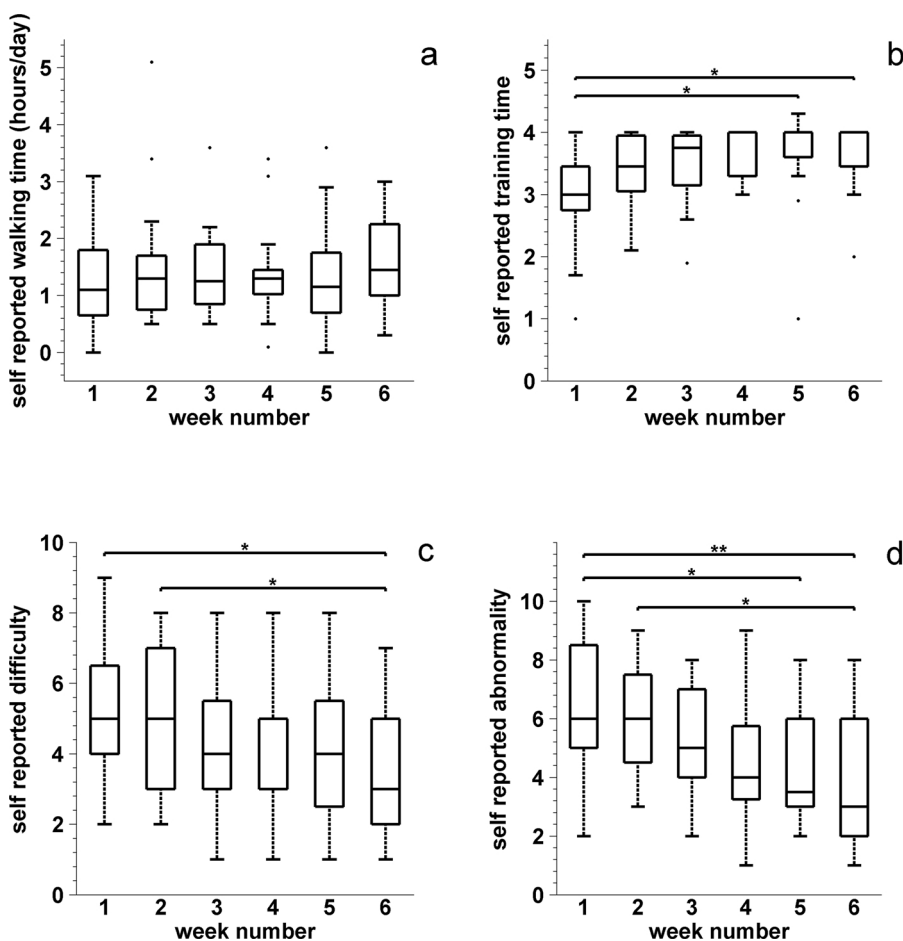 a
self reported walking time (hours/day)
5
4
3
2
1
0
1 2 3 4 5 6
week number
b
self reported training time
5
4
3
2
1
0
* 
*
1 2 3 4 5 6
week number
c
self reported difficulty
10
8
6
4
2
0
*
*
1 2 3 4 5 6
week number
d
self reported abnormality
10
8
6
4
2
0
**
*
*
1 2 3 4 5 6
week number